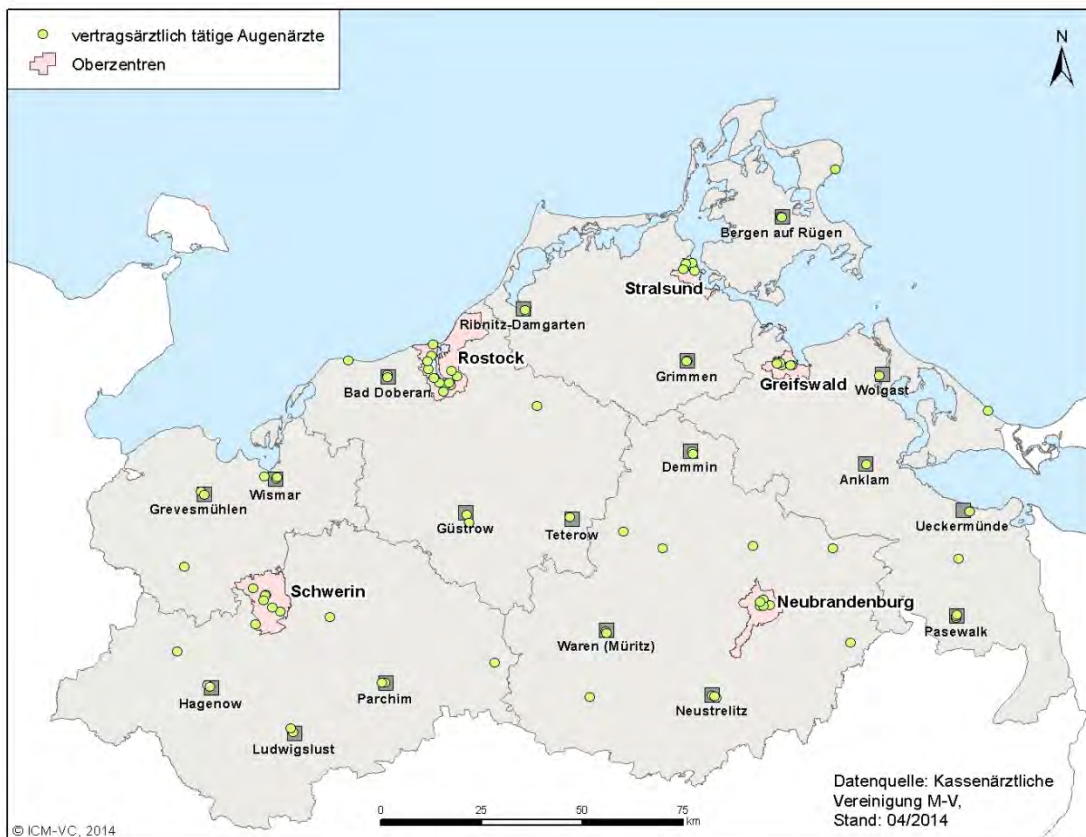 vertragsärztlich tätige Augenärzte
Oberzentren
N
Bergen auf Rügen
Stralsund
Ribnitz-Damgarten
Rostock
Bad Doberan
Grimmen
Greifswald
Wolgast
Demmin
Anklam
Wismar
Grevesmühlen
Güstrow
Teterow
Ueckermünde
Schwerin
Neubrandenburg
Waren (Müritz)
Pasewalk
Hagenow
Parchim
Neustrelitz
Ludwigslust
Datenquelle: Kassenärztliche
Vereinigung M-V,
Stand: 04/2014
0 25 50 75
km
© ICM-VC, 2014